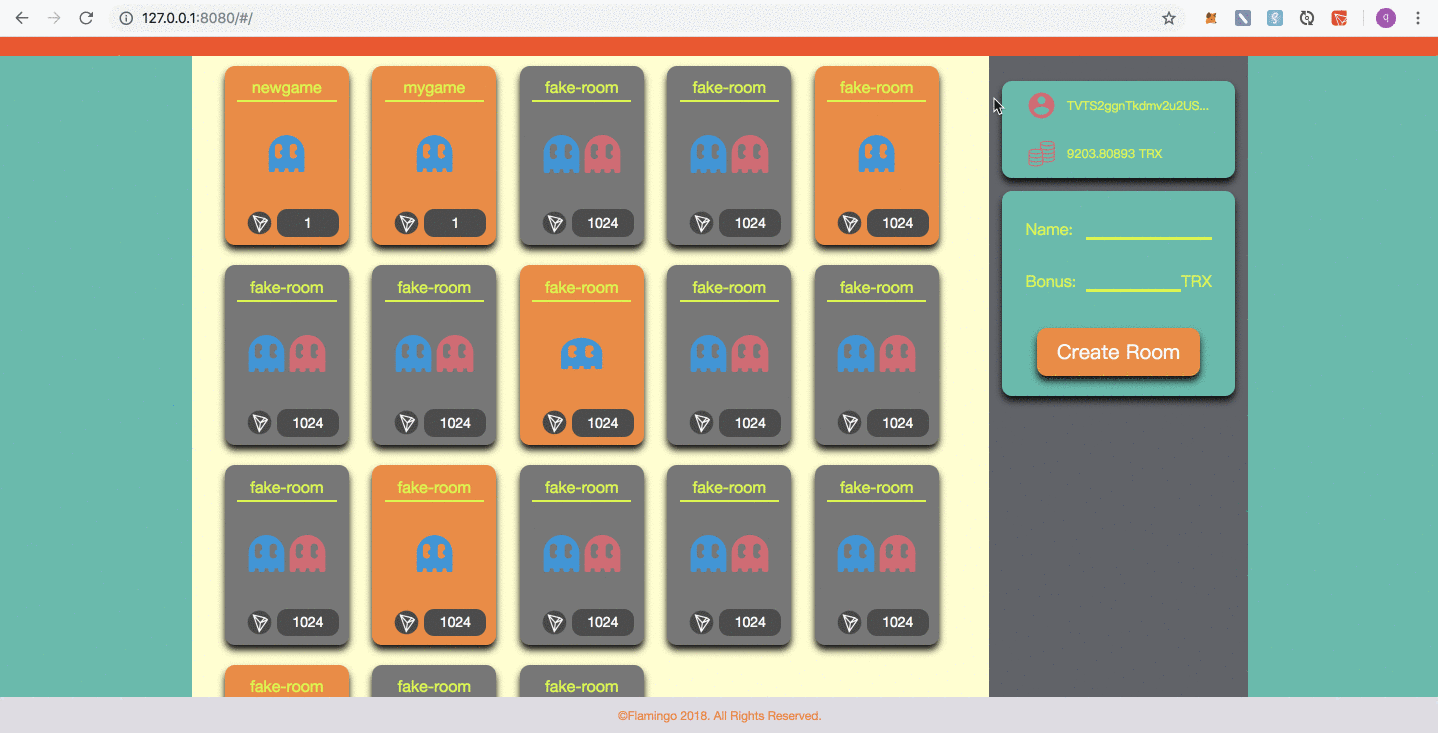 127.0.0.1:8080/#/
q
newgame
mygame
fake-room
fake-room
fake-room
1
1
1024
1024
1024
TVTS2ggnTkdmv2u2US...
9203.80893 TRX
Name:
Bonus:
TRX
Create Room
fake-room
fake-room
fake-room
fake-room
fake-room
1024
1024
1024
1024
1024
fake-room
fake-room
fake-room
fake-room
fake-room
1024
1024
1024
1024
1024
fake-room
fake-room
fake-room
©Flamingo 2018. All Rights Reserved.